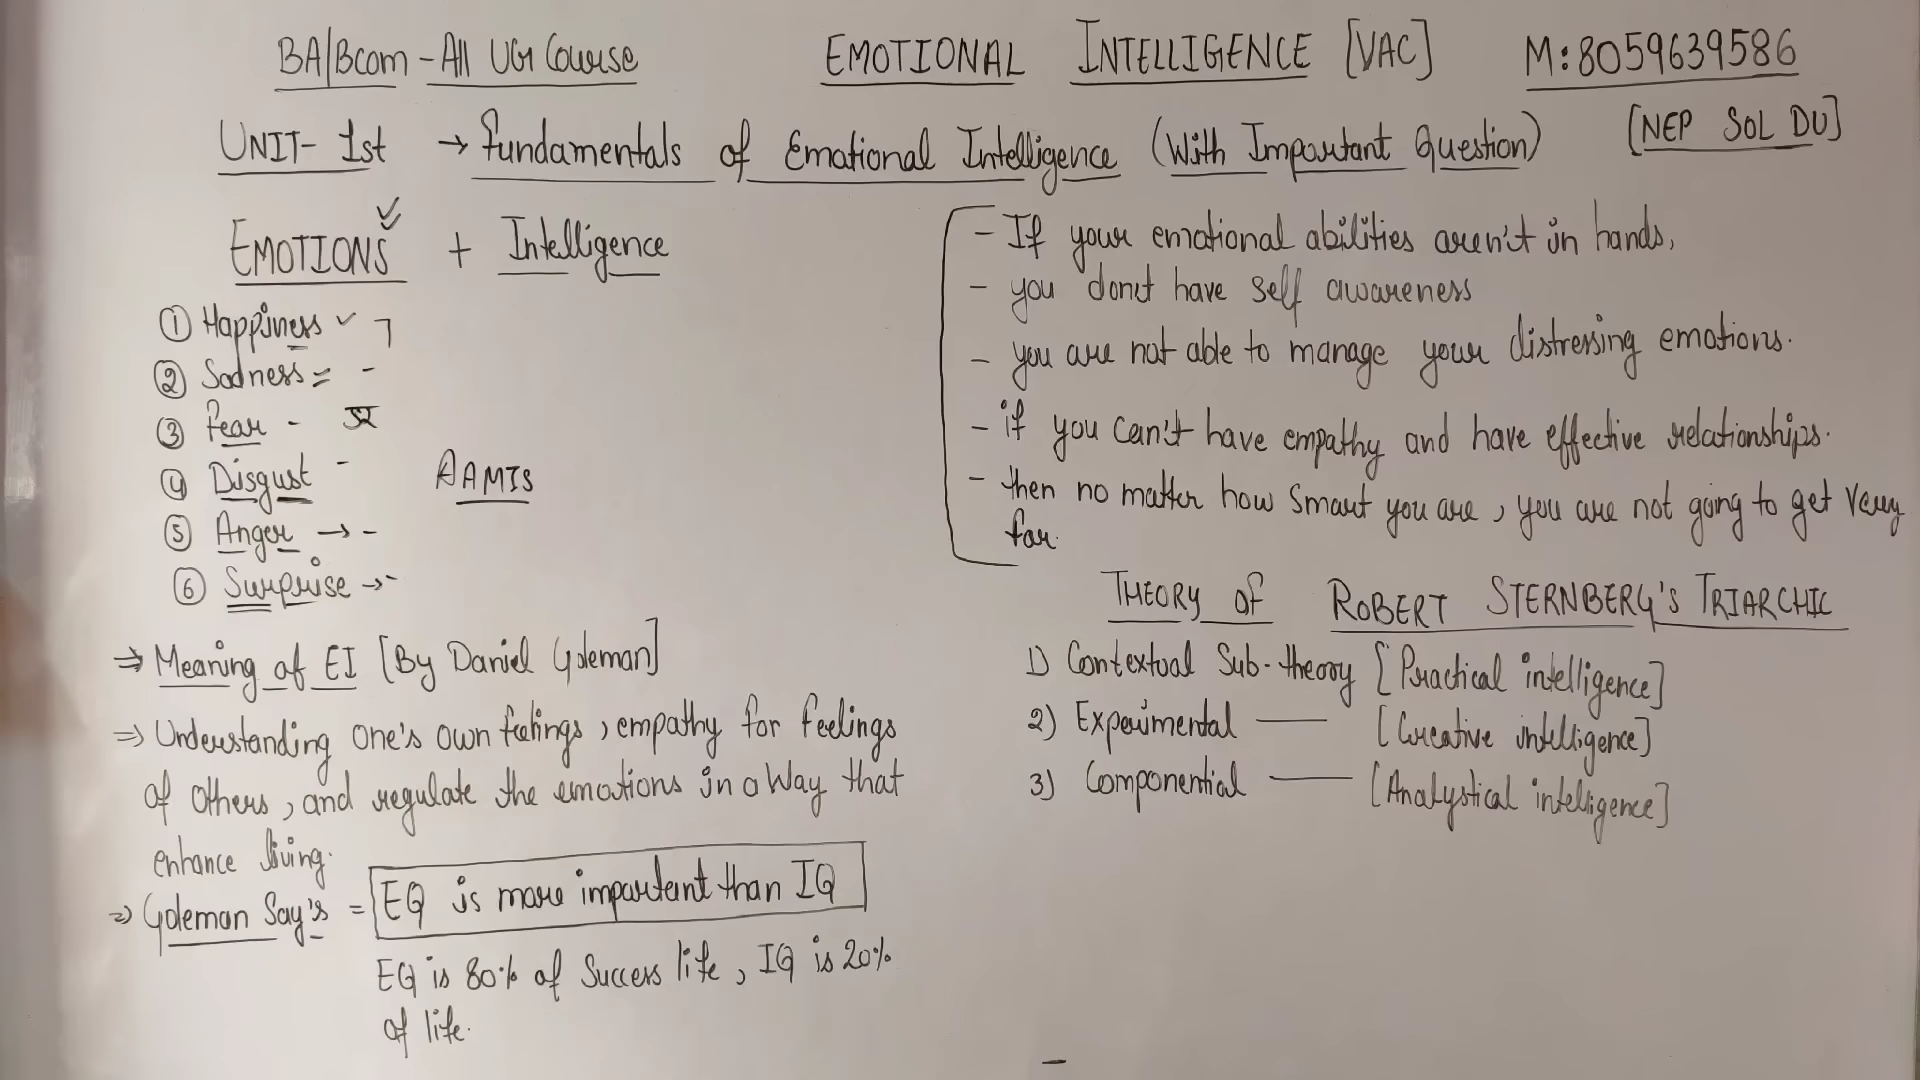 BA/Bcom - All UG Course
EMOTIONAL INTELLIGENCE [VAC]
M: 8059639586
[NEP SOL DU]
UNIT- 1st → fundamentals of Emotional Intelligence (With Important Question)
EMOTIONS + Intelligence
① Happiness
② Sadness =
③ Fear -
④ Disgust -
⑤ Anger → -
⑥ Surprise → -
AAMIS
⇒ Meaning of EI [By Daniel Goleman]
⇒ Understanding one's own feelings, empathy for feelings
of others, and regulate the emotions in a way that
enhance living.
⇒ Goleman Say's = EQ is more important than IQ
EQ is 80% of Success life, IQ is 20%
of life.
- If your emotional abilities aren't in hands,
- you don't have self awareness
- you are not able to manage your distressing emotions.
- if you can't have empathy and have effective relationships.
- then no matter how smart you are, you are not going to get very
far.
THEORY OF ROBERT STERNBERG'S TRIARCHIC
1) Contextual Sub-theory [Practical intelligence]
2) Experimental — [Creative intelligence]
3) Componential — [Analystical intelligence]